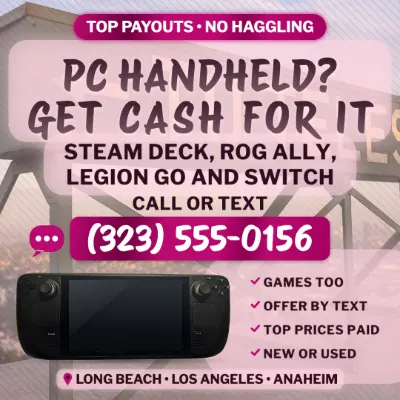 TOP PAYOUTS • NO HAGGLING
PC HANDHELD?
GET CASH FOR IT
STEAM DECK, ROG ALLY,
LEGION GO AND SWITCH
CALL OR TEXT
(323) 555-0156
GAMES TOO
OFFER BY TEXT
TOP PRICES PAID
NEW OR USED
LONG BEACH • LOS ANGELES • ANAHEIM